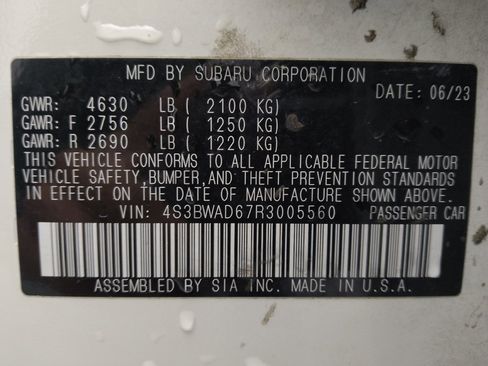 MFD BY SUBARU CORPORATION
DATE: 06/23
GVWR: 4630 LB ( 2100 KG)
GAWR: F 2756 LB ( 1250 KG)
GAWR: R 2690 LB ( 1220 KG)
THIS VEHICLE CONFORMS TO ALL APPLICABLE FEDERAL MOTOR
VEHICLE SAFETY, BUMPER, AND THEFT PREVENTION STANDARDS
IN EFFECT ON THE DATE OF MANUFACTURE SHOWN ABOVE.
VIN: 4S3BWAD67R3005560 PASSENGER CAR
ASSEMBLED BY SIA INC. MADE IN U.S.A.